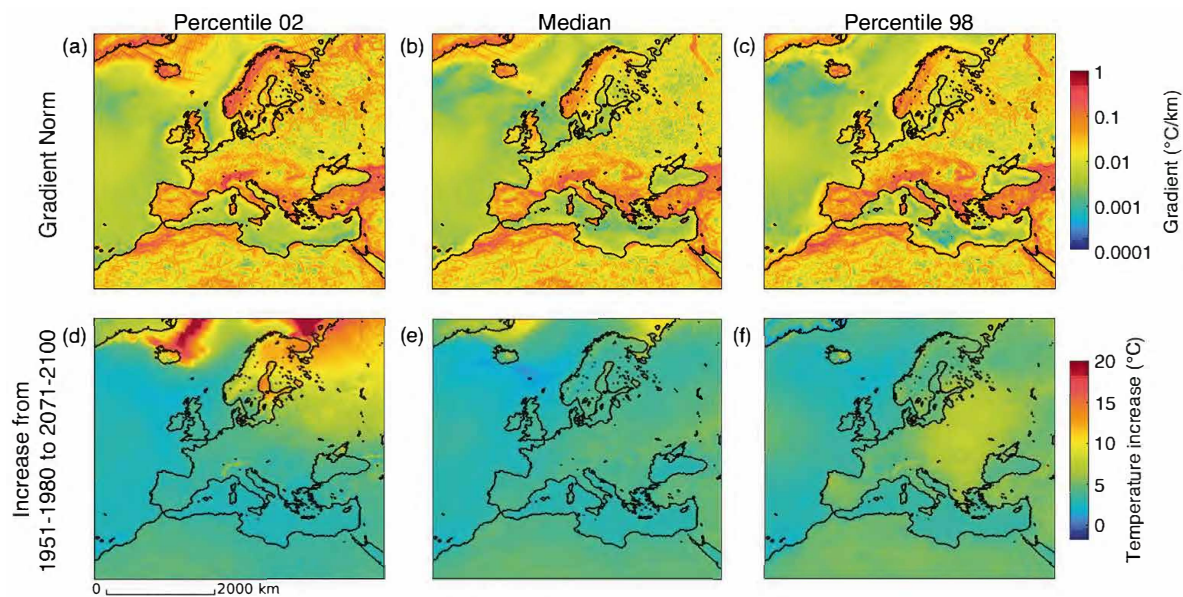 Percentile 02
Median
Percentile 98
(a)
(b)
(c)
Gradient Norm
1
0.1
0.01
0.001
0.0001
Gradient (°C/km)
(d)
(e)
(f)
Increase from
1951-1980 to 2071-2100
20
15
10
5
0
Temperature increase (°C)
0 2000 km